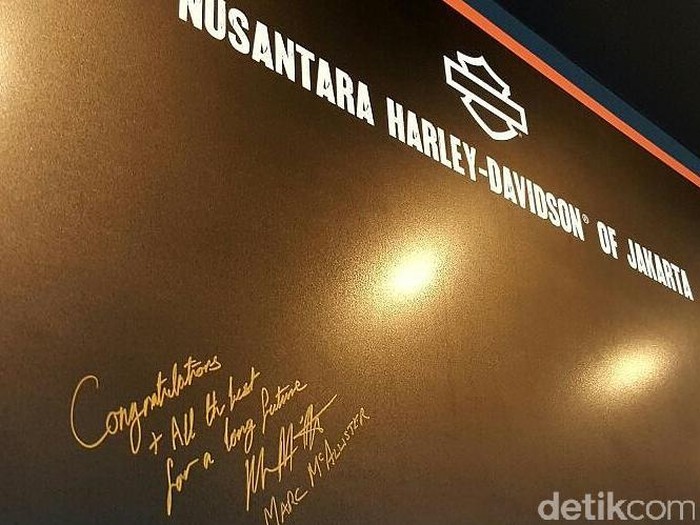 NUSANTARA HARLEY-DAVIDSON® OF JAKARTA
Congratulations
+ All the best
for a long future
MARC MCALLISTER
detikcom